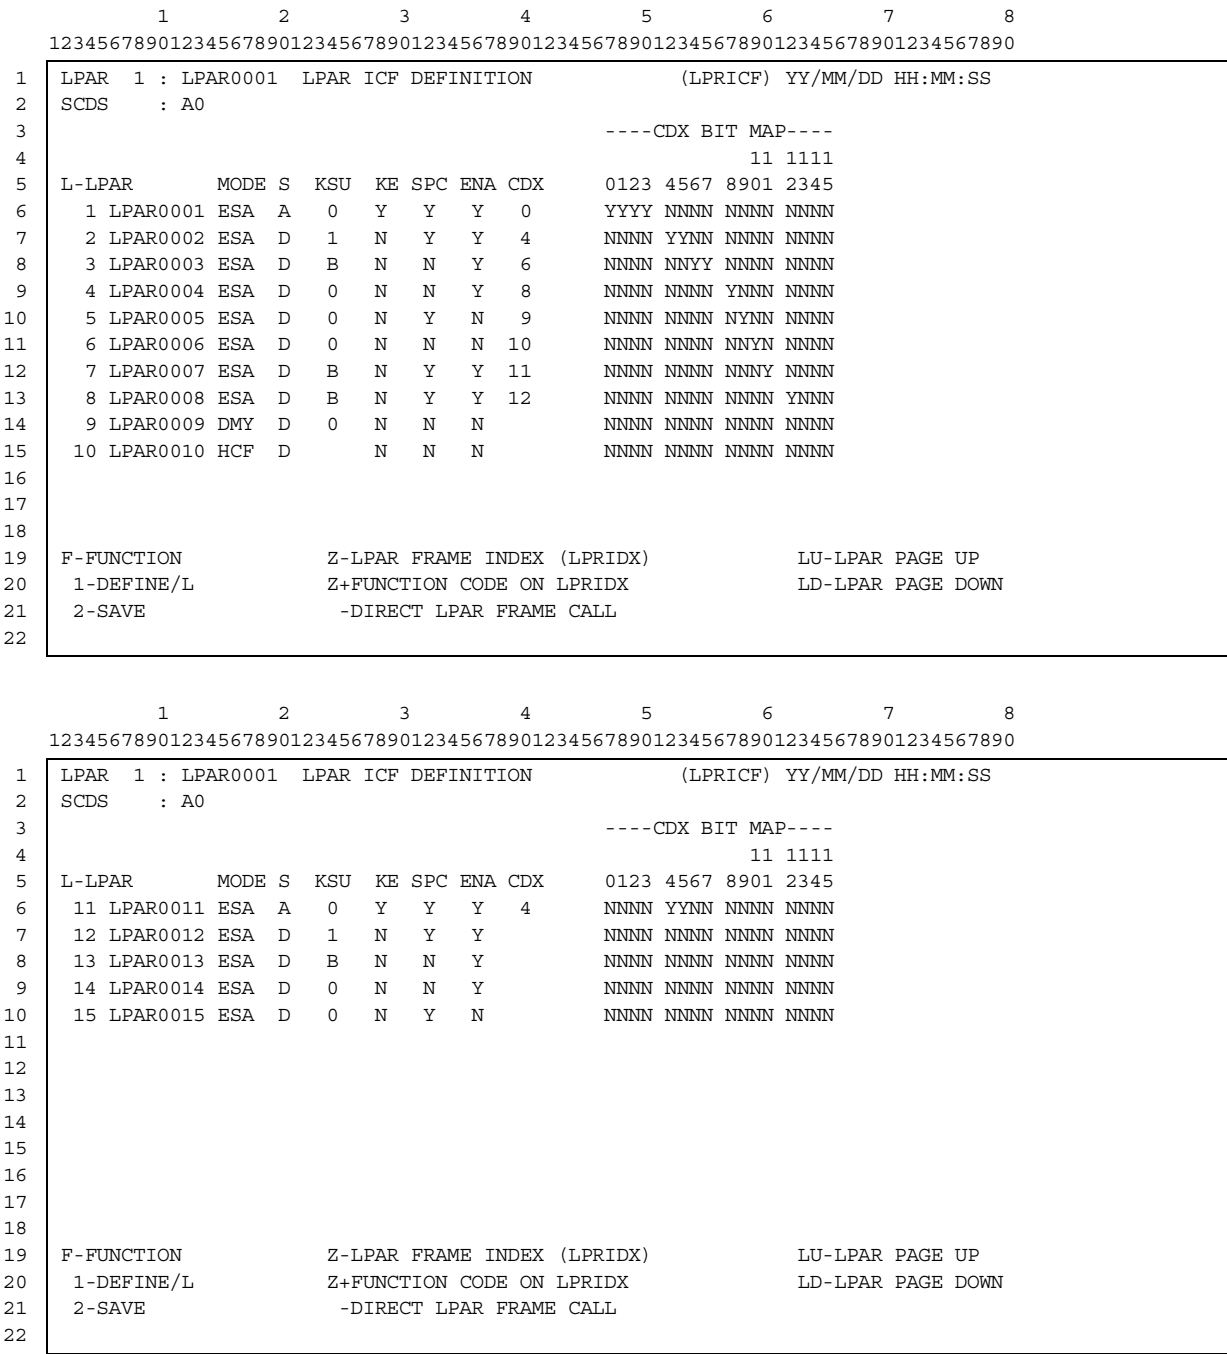 1         2         3         4         5         6         7         8
12345678901234567890123456789012345678901234567890123456789012345678901234567890
1  LPAR  1 : LPAR0001  LPAR ICF DEFINITION            (LPRICF) YY/MM/DD HH:MM:SS
2  SCDS    : A0
3                                               ----CDX BIT MAP----
4                                                           11 1111
5  L-LPAR       MODE S  KSU  KE SPC ENA CDX     0123 4567 8901 2345
6    1 LPAR0001 ESA  A   0   Y   Y   Y   0      YYYY NNNN NNNN NNNN
7    2 LPAR0002 ESA  D   1   N   Y   Y   4      NNNN YYNN NNNN NNNN
8    3 LPAR0003 ESA  D   B   N   N   Y   6      NNNN NNYY NNNN NNNN
9    4 LPAR0004 ESA  D   0   N   N   Y   8      NNNN NNNN YNNN NNNN
10   5 LPAR0005 ESA  D   0   N   Y   N   9      NNNN NNNN NYNN NNNN
11   6 LPAR0006 ESA  D   0   N   N   N  10      NNNN NNNN NNYN NNNN
12   7 LPAR0007 ESA  D   B   N   Y   Y  11      NNNN NNNN NNNY NNNN
13   8 LPAR0008 ESA  D   B   N   Y   Y  12      NNNN NNNN NNNN YNNN
14   9 LPAR0009 DMY  D   0   N   N   N          NNNN NNNN NNNN NNNN
15  10 LPAR0010 HCF  D       N   N   N          NNNN NNNN NNNN NNNN
16
17
18
19 F-FUNCTION            Z-LPAR FRAME INDEX (LPRIDX)            LU-LPAR PAGE UP
20  1-DEFINE/L           Z+FUNCTION CODE ON LPRIDX              LD-LPAR PAGE DOWN
21  2-SAVE                -DIRECT LPAR FRAME CALL
22
         1         2         3         4         5         6         7         8
12345678901234567890123456789012345678901234567890123456789012345678901234567890
1  LPAR  1 : LPAR0001  LPAR ICF DEFINITION            (LPRICF) YY/MM/DD HH:MM:SS
2  SCDS    : A0
3                                               ----CDX BIT MAP----
4                                                           11 1111
5  L-LPAR       MODE S  KSU  KE SPC ENA CDX     0123 4567 8901 2345
6   11 LPAR0011 ESA  A   0   Y   Y   Y   4      NNNN YYNN NNNN NNNN
7   12 LPAR0012 ESA  D   1   N   Y   Y          NNNN NNNN NNNN NNNN
8   13 LPAR0013 ESA  D   B   N   N   Y          NNNN NNNN NNNN NNNN
9   14 LPAR0014 ESA  D   0   N   N   Y          NNNN NNNN NNNN NNNN
10  15 LPAR0015 ESA  D   0   N   Y   N          NNNN NNNN NNNN NNNN
11
12
13
14
15
16
17
18
19 F-FUNCTION            Z-LPAR FRAME INDEX (LPRIDX)            LU-LPAR PAGE UP
20  1-DEFINE/L           Z+FUNCTION CODE ON LPRIDX              LD-LPAR PAGE DOWN
21  2-SAVE                -DIRECT LPAR FRAME CALL
22